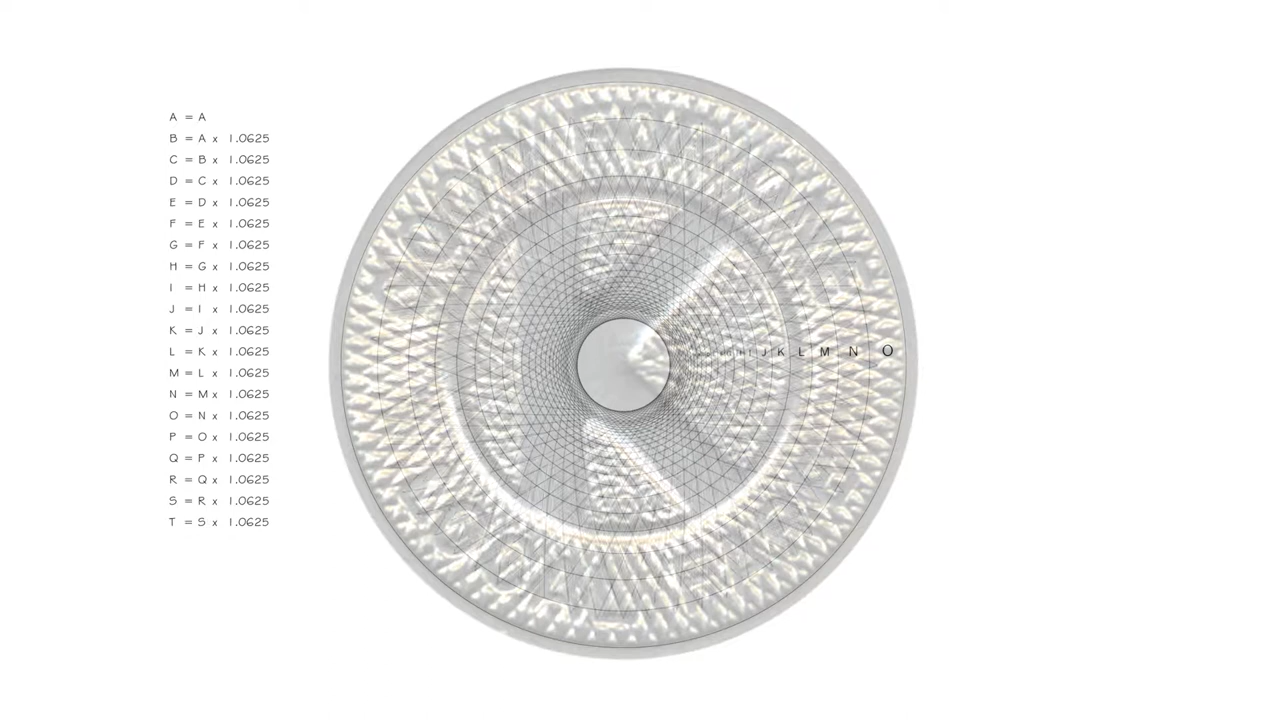 A = A
B = A x 1.0625
C = B x 1.0625
D = C x 1.0625
E = D x 1.0625
F = E x 1.0625
G = F x 1.0625
H = G x 1.0625
I = H x 1.0625
J = I x 1.0625
K = J x 1.0625
L = K x 1.0625
M = L x 1.0625
N = M x 1.0625
O = N x 1.0625
P = O x 1.0625
Q = P x 1.0625
R = Q x 1.0625
S = R x 1.0625
T = S x 1.0625
J K L M N O